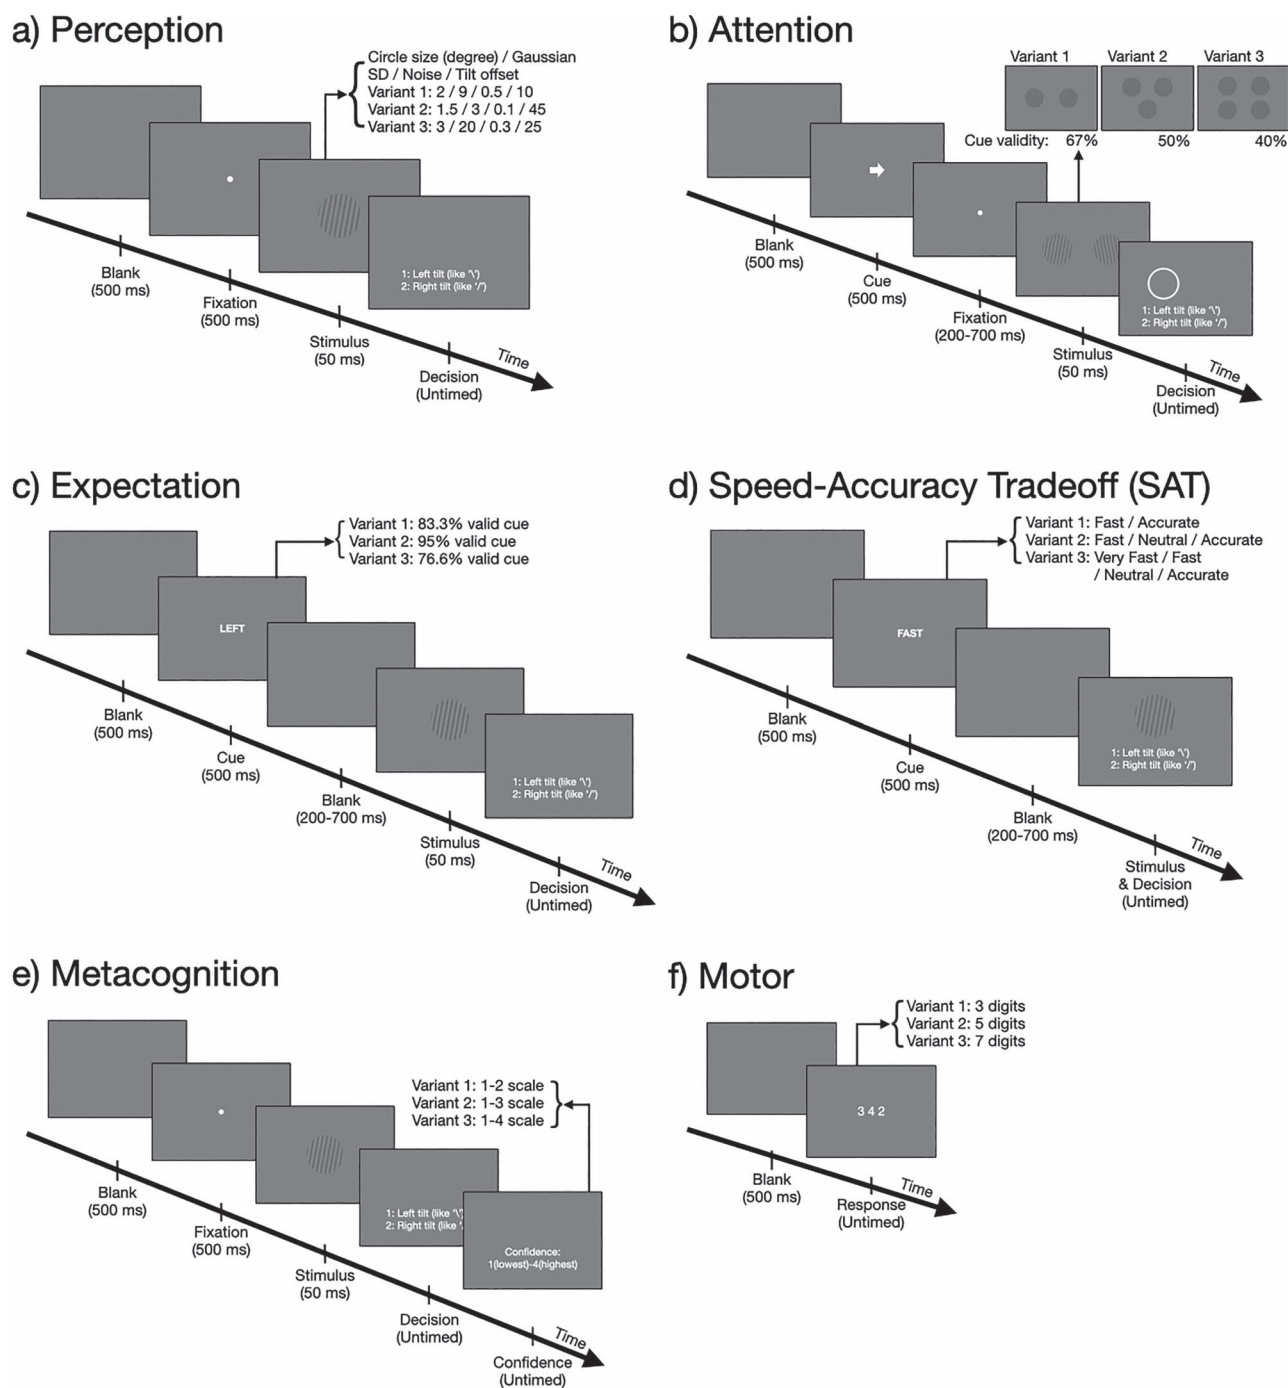 a) Perception
Circle size (degree) / Gaussian
SD / Noise / Tilt offset
Variant 1: 2 / 9 / 0.5 / 10
Variant 2: 1.5 / 3 / 0.1 / 45
Variant 3: 3 / 20 / 0.3 / 25
1: Left tilt (like '\')
2: Right tilt (like '/')
Blank
(500 ms)
Fixation
(500 ms)
Stimulus
(50 ms)
Decision
(Untimed)
Time
b) Attention
Variant 1 Variant 2 Variant 3
Cue validity: 67% 50% 40%
1: Left tilt (like '\')
2: Right tilt (like '/')
Blank
(500 ms)
Cue
(500 ms)
Fixation
(200-700 ms)
Stimulus
(50 ms)
Decision
(Untimed)
Time
c) Expectation
Variant 1: 83.3% valid cue
Variant 2: 95% valid cue
Variant 3: 76.6% valid cue
LEFT
1: Left tilt (like '\')
2: Right tilt (like '/')
Blank
(500 ms)
Cue
(500 ms)
Blank
(200-700 ms)
Stimulus
(50 ms)
Decision
(Untimed)
Time
d) Speed-Accuracy Tradeoff (SAT)
Variant 1: Fast / Accurate
Variant 2: Fast / Neutral / Accurate
Variant 3: Very Fast / Fast
/ Neutral / Accurate
FAST
1: Left tilt (like '\')
2: Right tilt (like '/')
Blank
(500 ms)
Cue
(500 ms)
Blank
(200-700 ms)
Stimulus
& Decision
(Untimed)
Time
e) Metacognition
Variant 1: 1-2 scale
Variant 2: 1-3 scale
Variant 3: 1-4 scale
1: Left tilt (like '\'
2: Right tilt (like '/
Confidence:
1(lowest)-4(highest)
Blank
(500 ms)
Fixation
(500 ms)
Stimulus
(50 ms)
Decision
(Untimed)
Confidence
(Untimed)
Time
f) Motor
Variant 1: 3 digits
Variant 2: 5 digits
Variant 3: 7 digits
3 4 2
Blank
(500 ms)
Response
(Untimed)
Time